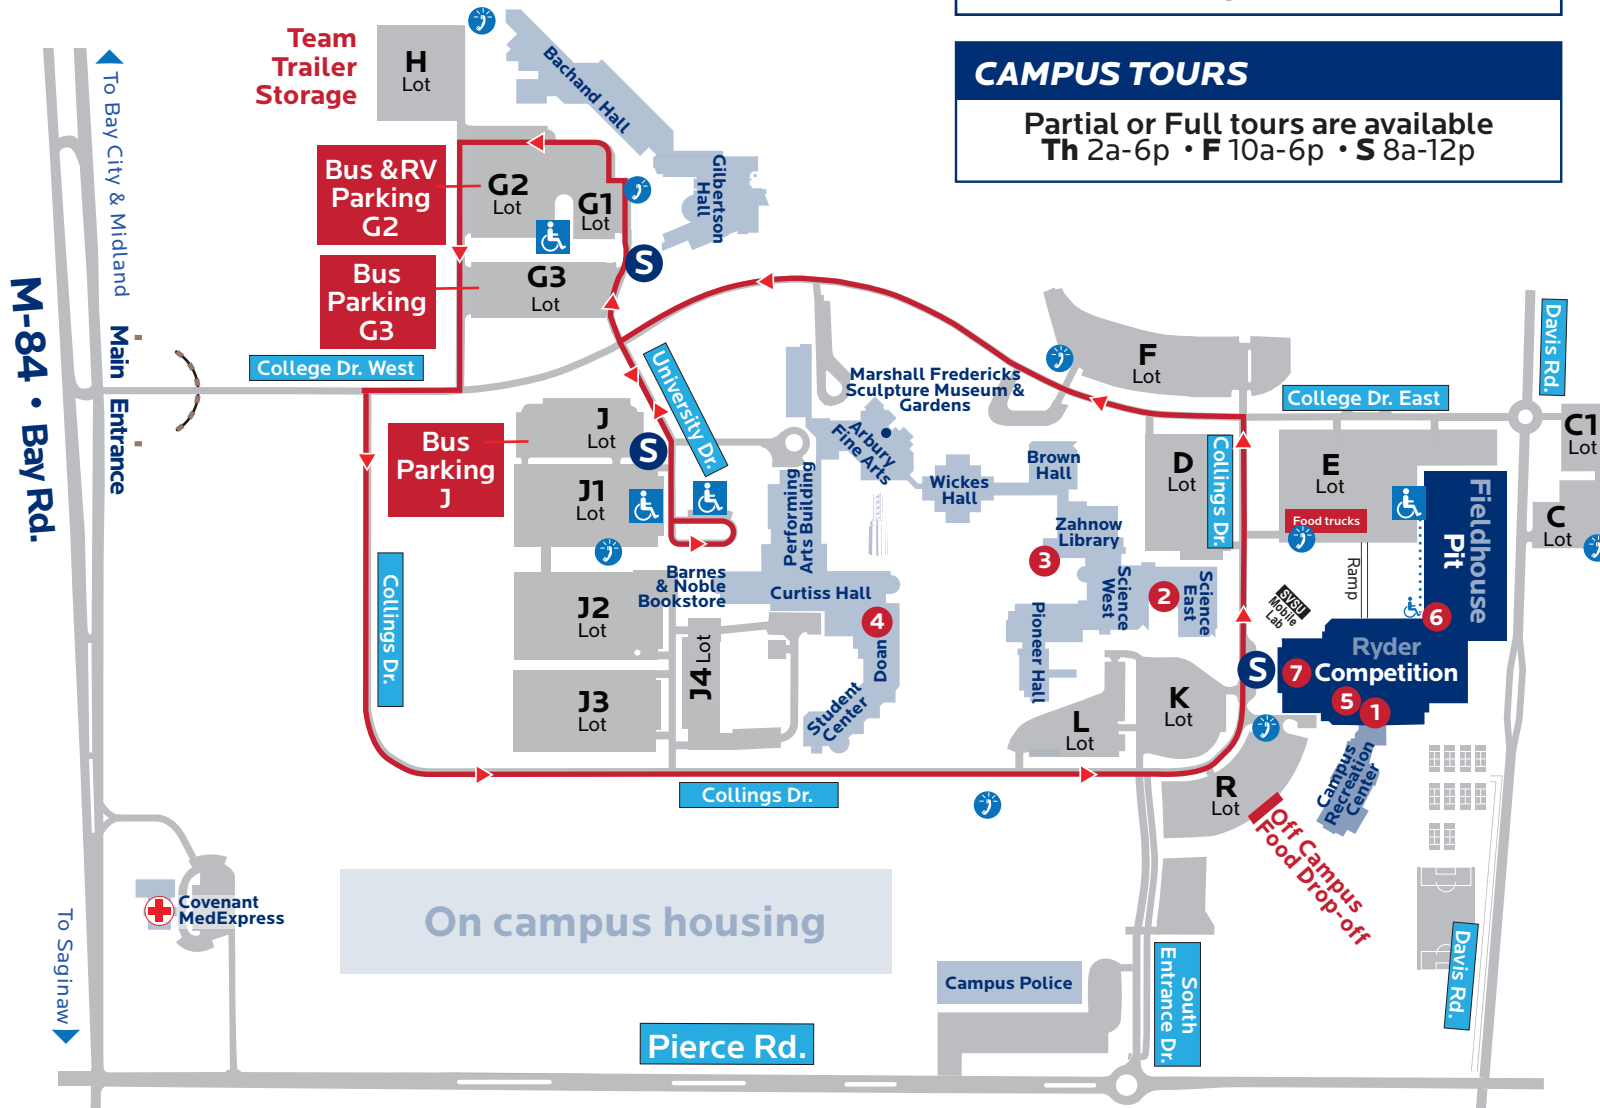 CAMPUS TOURS
Partial or Full tours are available
Th 2a-6p • F 10a-6p • S 8a-12p
Team
Trailer
Storage
H
Lot
Bachand Hall
Gilbertson
Hall
To Bay City & Midland
Bus &RV
Parking
G2
G2
Lot
G1
Lot
S
Bus
Parking
G3
G3
Lot
M-84 • Bay Rd.
Main Entrance
College Dr. West
University Dr.
Marshall Fredericks
Sculpture Museum &
Gardens
F
Lot
Davis Rd.
College Dr. East
C1
Lot
Bus
Parking
J
J
Lot
S
Arbury
Fine Arts
Wickes
Hall
Brown
Hall
D
Lot
Collings Dr.
E
Lot
Food trucks
Fieldhouse
Pit
C
Lot
J1
Lot
Performing
Arts Building
Zahnow
Library
3
Science
West
2
Science
East
Ramp
SVSU
Mobile
Lab
6
Collings Dr.
J2
Lot
Barnes
& Noble
Bookstore
Curtiss Hall
4
Doan
Student
Center
Pioneer Hall
Ryder
7 Competition
5
1
S
J3
Lot
J4 Lot
L
Lot
K
Lot
Campus
Recreation
Center
R
Lot
Collings Dr.
Off Campus
Food Drop-off
Covenant
MedExpress
On campus housing
To Saginaw
Campus Police
South
Entrance Dr.
Davis Rd.
Pierce Rd.